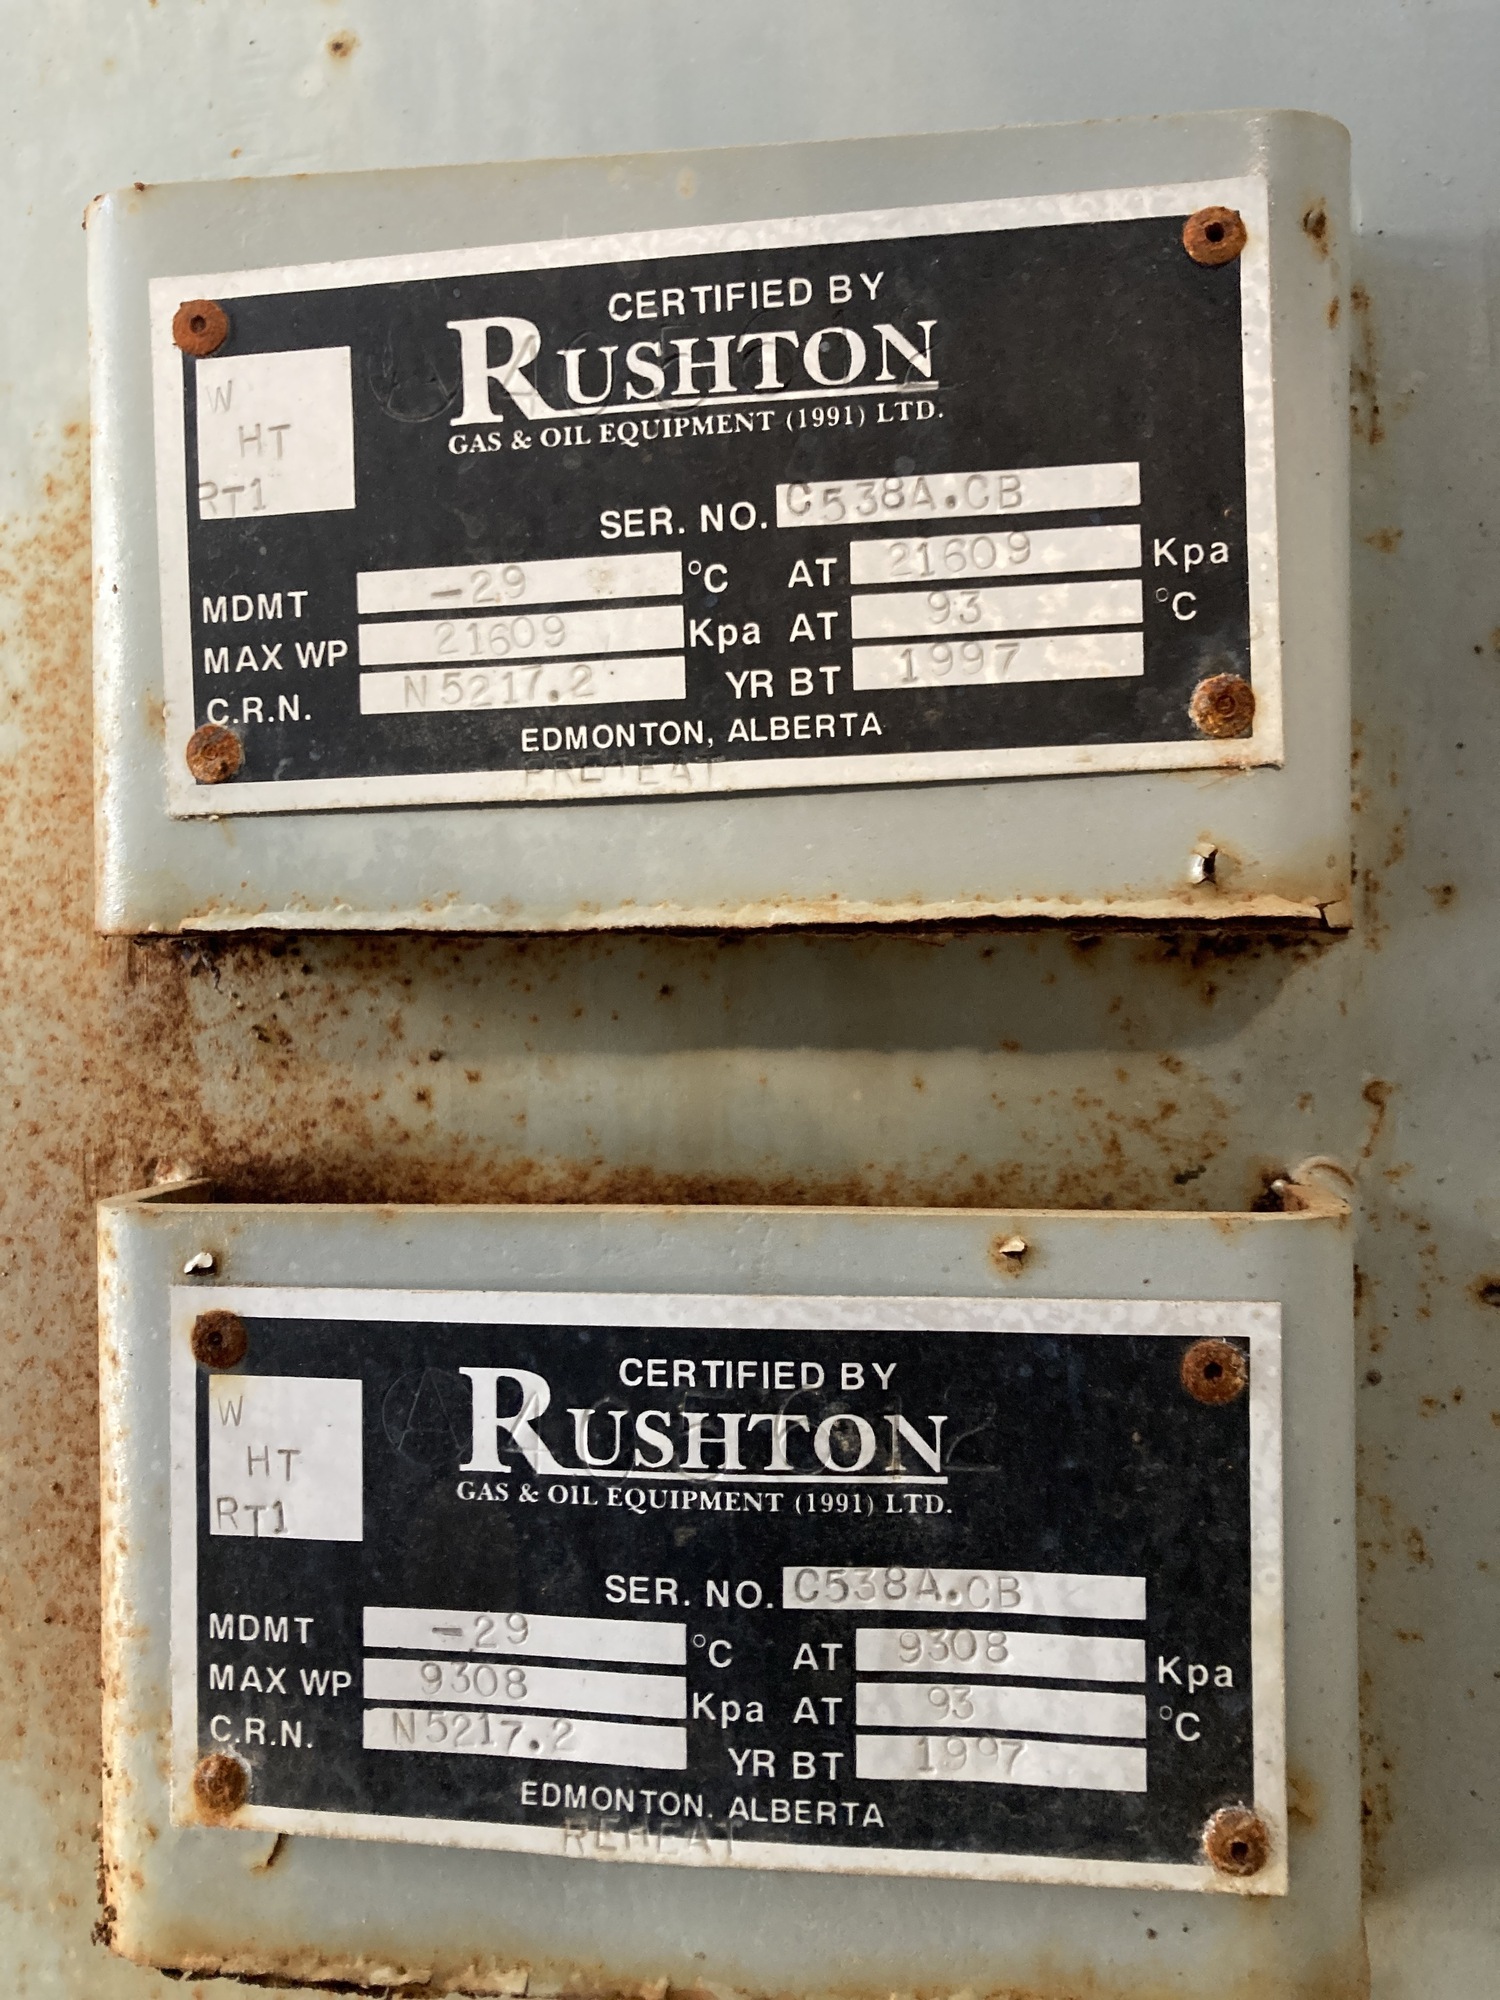 CERTIFIED BY
RUSHTON
GAS & OIL EQUIPMENT (1991) LTD.
W
HT
RT1
SER. NO. C538A.CB
MDMT -29 °C AT 21609 Kpa
MAX WP 21609 Kpa AT 93 °C
C.R.N. N5217.2 YR BT 1997
EDMONTON, ALBERTA
PREHEAT
CERTIFIED BY
RUSHTON
GAS & OIL EQUIPMENT (1991) LTD.
W
HT
RT1
SER. NO. C538A.CB
MDMT -29 °C AT 9308 Kpa
MAX WP 9308 Kpa AT 93 °C
C.R.N. N5217.2 YR BT 1997
EDMONTON. ALBERTA
REHEAT